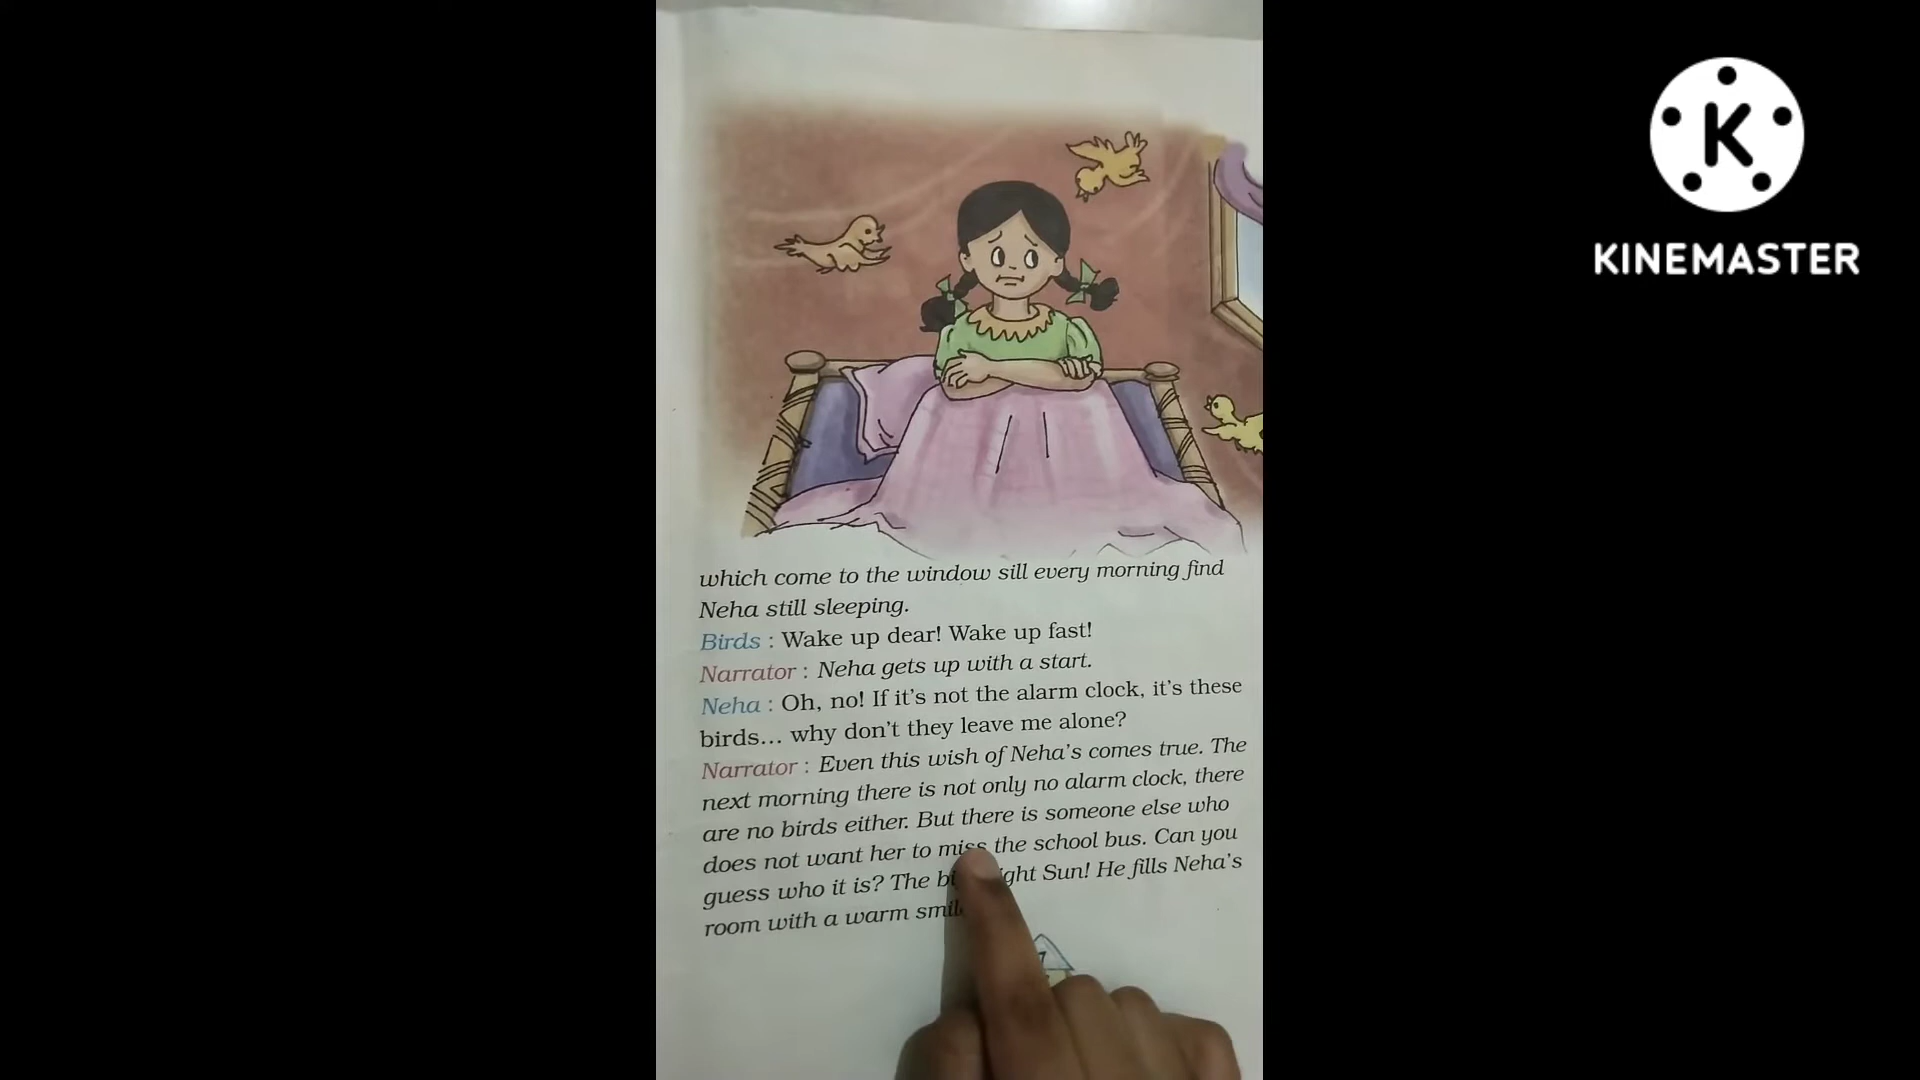 which come to the window sill every morning find
Neha still sleeping.
Birds : Wake up dear! Wake up fast!
Narrator : Neha gets up with a start.
Neha : Oh, no! If it's not the alarm clock, it's these
birds... why don't they leave me alone?
Narrator : Even this wish of Neha's comes true. The
next morning there is not only no alarm clock, there
are no birds either. But there is someone else who
does not want her to miss the school bus. Can you
guess who it is? The Sun! He fills Neha's
room with a warm
K
KINEMASTER